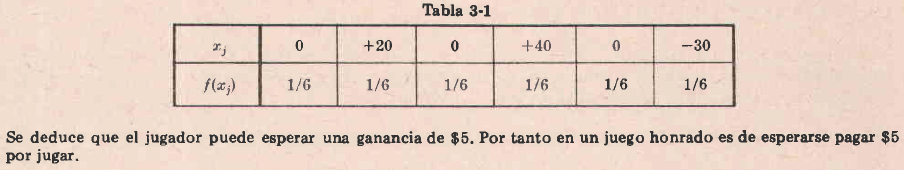 Tabla 3-1
xⱼ 0 +20 0 +40 0 −30
f(xⱼ) 1/6 1/6 1/6 1/6 1/6 1/6
Se deduce que el jugador puede esperar una ganancia de $5. Por tanto en un juego honrado es de esperarse pagar $5
por jugar.